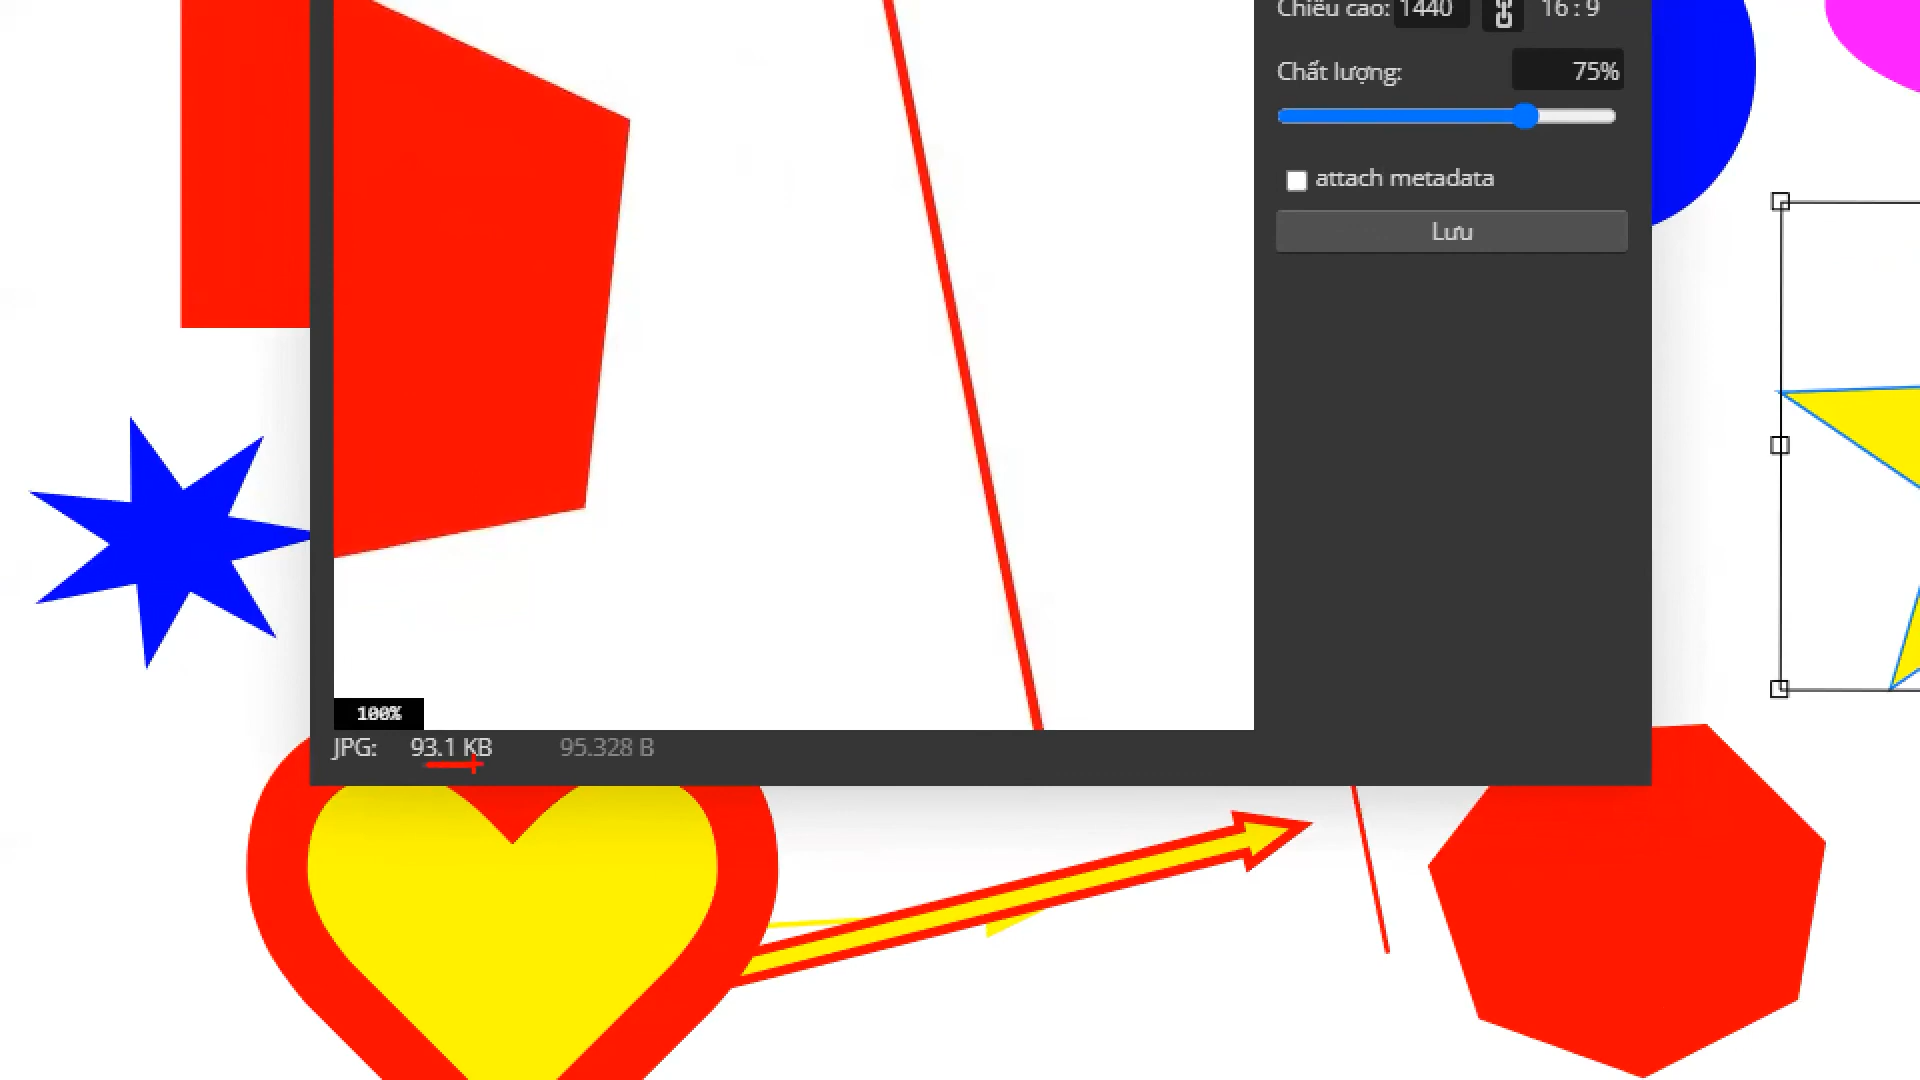 Chiều cao: 1440 16 : 9
Chất lượng: 75%
attach metadata
Lưu
100%
JPG: 93.1 KB 95.328 B